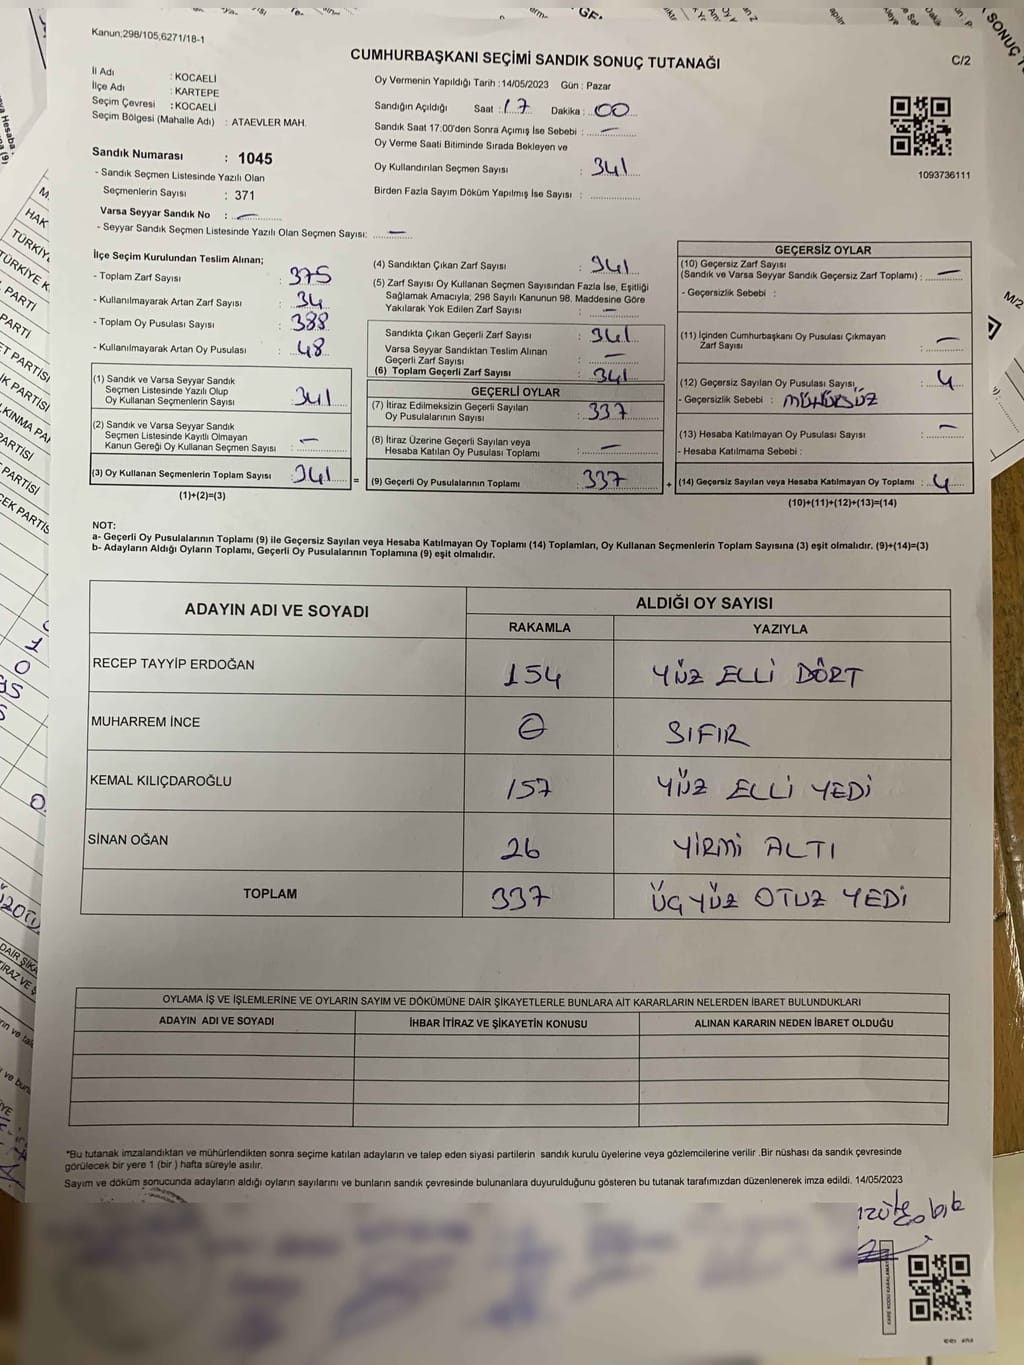 Kanun;298/105,6271/18-1
CUMHURBAŞKANI SEÇİMİ SANDIK SONUÇ TUTANAĞI
C/2
İl Adı : KOCAELİ
İlçe Adı : KARTEPE
Seçim Çevresi : KOCAELİ
Seçim Bölgesi (Mahalle Adı) : ATAEVLER MAH.
Sandık Numarası : 1045
- Sandık Seçmen Listesinde Yazılı Olan
Seçmenlerin Sayısı : 371
Varsa Seyyar Sandık No : —
- Seyyar Sandık Seçmen Listesinde Yazılı Olan Seçmen Sayısı: —
Oy Vermenin Yapıldığı Tarih : 14/05/2023 Gün : Pazar
Sandığın Açıldığı Saat : 17 Dakika : 00
Sandık Saat 17:00'den Sonra Açımış İse Sebebi : —
Oy Verme Saati Bitiminde Sırada Bekleyen ve
Oy Kullandırılan Seçmen Sayısı : 341
Birden Fazla Sayım Döküm Yapılmış İse Sayısı :
1093736111
İlçe Seçim Kurulundan Teslim Alınan;
- Toplam Zarf Sayısı : 375
- Kullanılmayarak Artan Zarf Sayısı : 34
- Toplam Oy Pusulası Sayısı : 388
- Kullanılmayarak Artan Oy Pusulası : 48
(1) Sandık ve Varsa Seyyar Sandık
Seçmen Listesinde Yazılı Olup
Oy Kullanan Seçmenlerin Sayısı : 341
(2) Sandık ve Varsa Seyyar Sandık
Seçmen Listesinde Kayıtlı Olmayan
Kanun Gereği Oy Kullanan Seçmen Sayısı : —
(3) Oy Kullanan Seçmenlerin Toplam Sayısı : 341 =
(1)+(2)=(3)
(4) Sandıktan Çıkan Zarf Sayısı : 341
(5) Zarf Sayısı Oy Kullanan Seçmen Sayısından Fazla İse, Eşitliği
Sağlamak Amacıyla; 298 Sayılı Kanunun 98. Maddesine Göre
Yakılarak Yok Edilen Zarf Sayısı : —
Sandıkta Çıkan Geçerli Zarf Sayısı : 341
Varsa Seyyar Sandıktan Teslim Alınan
Geçerli Zarf Sayısı : —
(6) Toplam Geçerli Zarf Sayısı : 341
GEÇERLİ OYLAR
(7) İtiraz Edilmeksizin Geçerli Sayılan
Oy Pusulalarının Sayısı : 337
(8) İtiraz Üzerine Geçerli Sayılan veya
Hesaba Katılan Oy Pusulası Toplamı : —
(9) Geçerli Oy Pusulalarının Toplamı : 337 +
GEÇERSİZ OYLAR
(10) Geçersiz Zarf Sayısı
(Sandık ve Varsa Seyyar Sandık Geçersiz Zarf Toplamı) : —
- Geçersizlik Sebebi :
(11) İçinden Cumhurbaşkanı Oy Pusulası Çıkmayan
Zarf Sayısı : —
(12) Geçersiz Sayılan Oy Pusulası Sayısı : 4
- Geçersizlik Sebebi : MÜHÜRSÜZ
(13) Hesaba Katılmayan Oy Pusulası Sayısı : —
- Hesaba Katılmama Sebebi :
(14) Geçersiz Sayılan veya Hesaba Katılmayan Oy Toplamı : 4
(10)+(11)+(12)+(13)=(14)
NOT:
a- Geçerli Oy Pusulalarının Toplamı (9) ile Geçersiz Sayılan veya Hesaba Katılmayan Oy Toplamı (14) Toplamları, Oy Kullanan Seçmenlerin Toplam Sayısına (3) eşit olmalıdır. (9)+(14)=(3)
b- Adayların Aldığı Oyların Toplamı, Geçerli Oy Pusulalarının Toplamına (9) eşit olmalıdır.
ADAYIN ADI VE SOYADI ALDIĞI OY SAYISI
RAKAMLA YAZIYLA
RECEP TAYYİP ERDOĞAN 154 YÜZ ELLİ DÖRT
MUHARREM İNCE 0 SIFIR
KEMAL KILIÇDAROĞLU 157 YÜZ ELLİ YEDİ
SİNAN OĞAN 26 YİRMİ ALTI
TOPLAM 337 ÜÇ YÜZ OTUZ YEDİ
OYLAMA İŞ VE İŞLEMLERİNE VE OYLARIN SAYIM VE DÖKÜMÜNE DAİR ŞİKAYETLERLE BUNLARA AİT KARARLARIN NELERDEN İBARET BULUNDUKLARI
ADAYIN ADI VE SOYADI İHBAR İTİRAZ VE ŞİKAYETİN KONUSU ALINAN KARARIN NEDEN İBARET OLDUĞU
*Bu tutanak imzalandıktan ve mühürlendikten sonra seçime katılan adayların ve talep eden siyasi partilerin sandık kurulu üyelerine veya gözlemcilerine verilir .Bir nüshası da sandık çevresinde
görülecek bir yere 1 (bir ) hafta süreyle asılır.
Sayım ve döküm sonucunda adayların aldığı oyların sayılarını ve bunların sandık çevresinde bulunanlara duyurulduğunu gösteren bu tutanak tarafımızdan düzenlenerek imza edildi. 14/05/2023